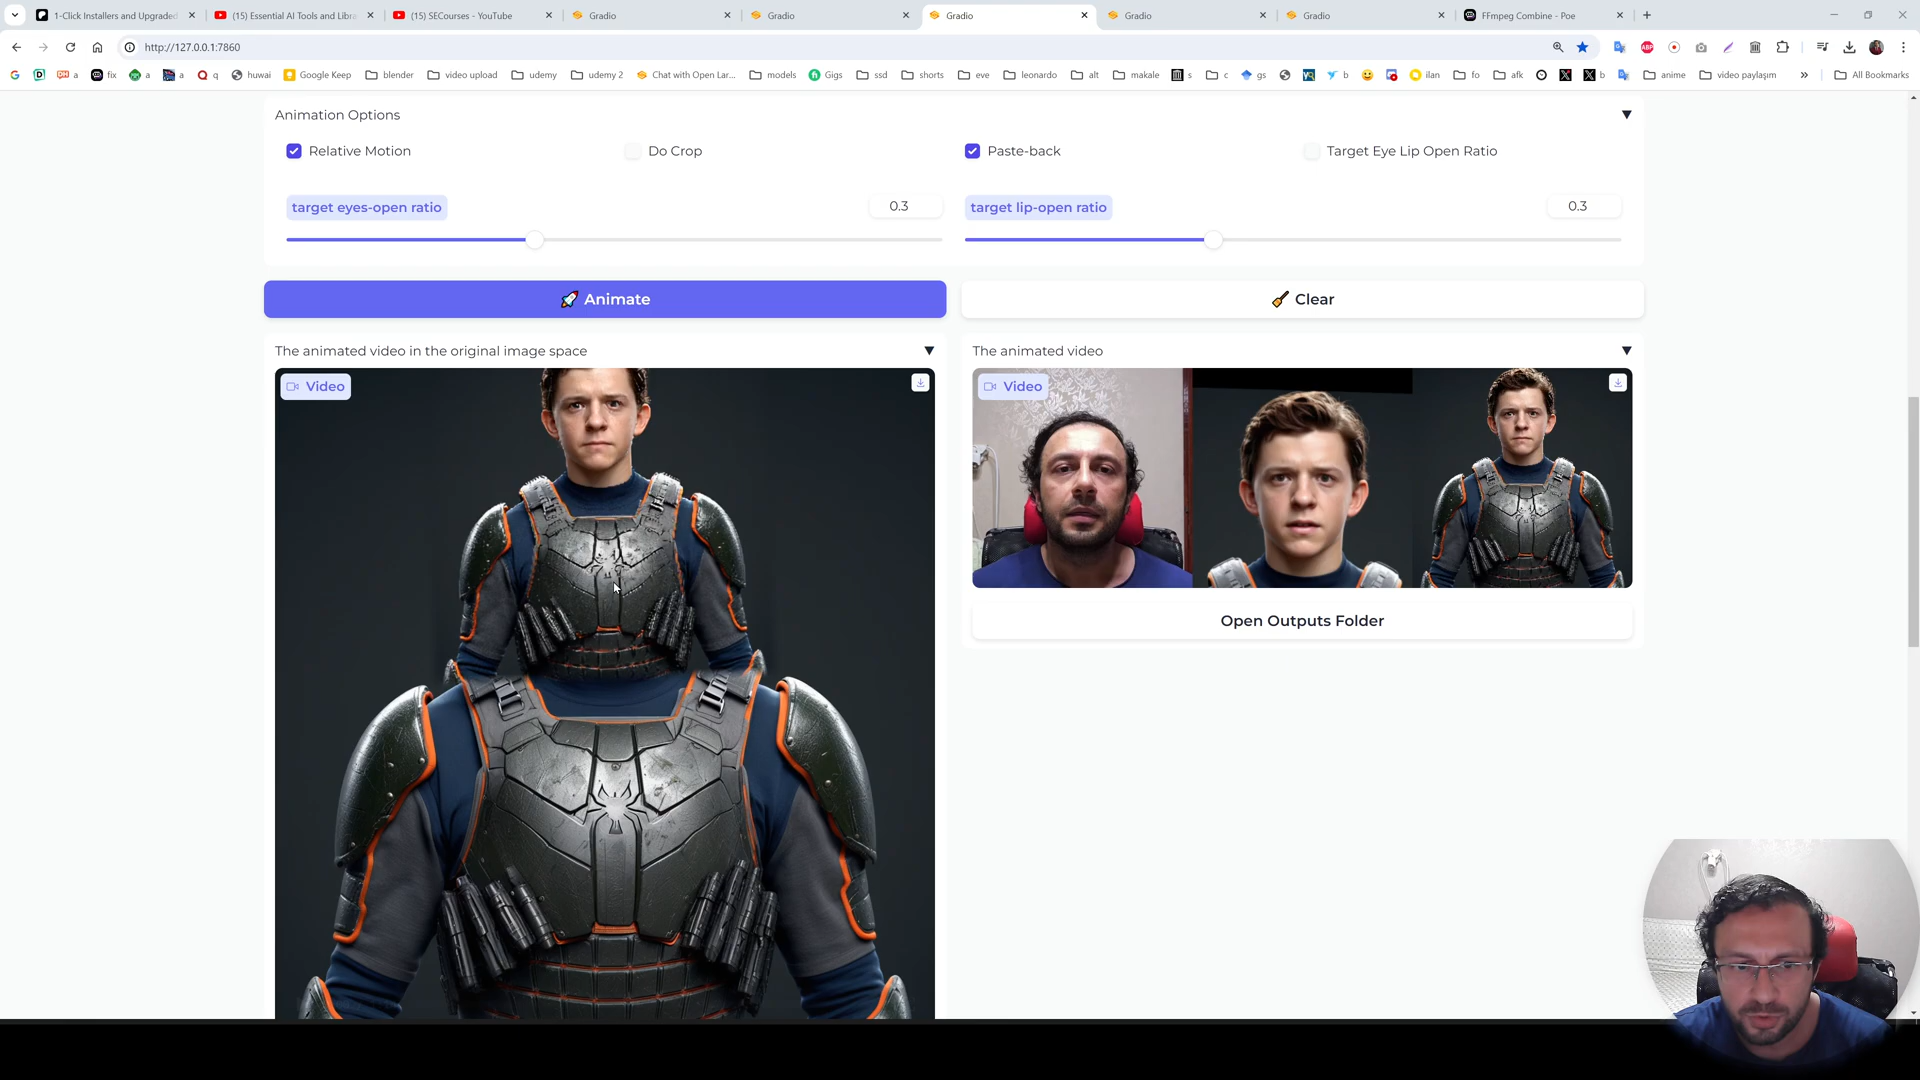 1-Click Installers and Upgraded
(15) Essential AI Tools and Libra
(15) SECourses - YouTube
Gradio
Gradio
Gradio
Gradio
Gradio
FFmpeg Combine - Poe
http://127.0.0.1:7860
a
fix
a
a
q
huwai
Google Keep
blender
video upload
udemy
udemy 2
Chat with Open Lar...
models
Gigs
ssd
shorts
eve
leonardo
alt
makale
s
c
gs
b
ilan
fo
afk
b
anime
video paylaşım
All Bookmarks
Animation Options
Relative Motion
Do Crop
Paste-back
Target Eye Lip Open Ratio
target eyes-open ratio
0.3
target lip-open ratio
0.3
Animate
Clear
The animated video in the original image space
The animated video
Video
Video
Open Outputs Folder